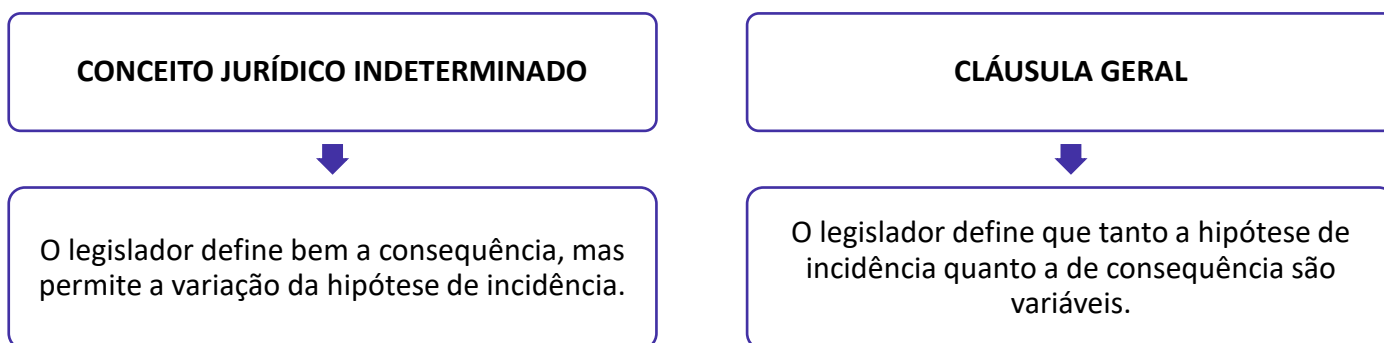 CONCEITO JURÍDICO INDETERMINADO
O legislador define bem a consequência, mas
permite a variação da hipótese de incidência.
CLÁUSULA GERAL
O legislador define que tanto a hipótese de
incidência quanto a de consequência são
variáveis.